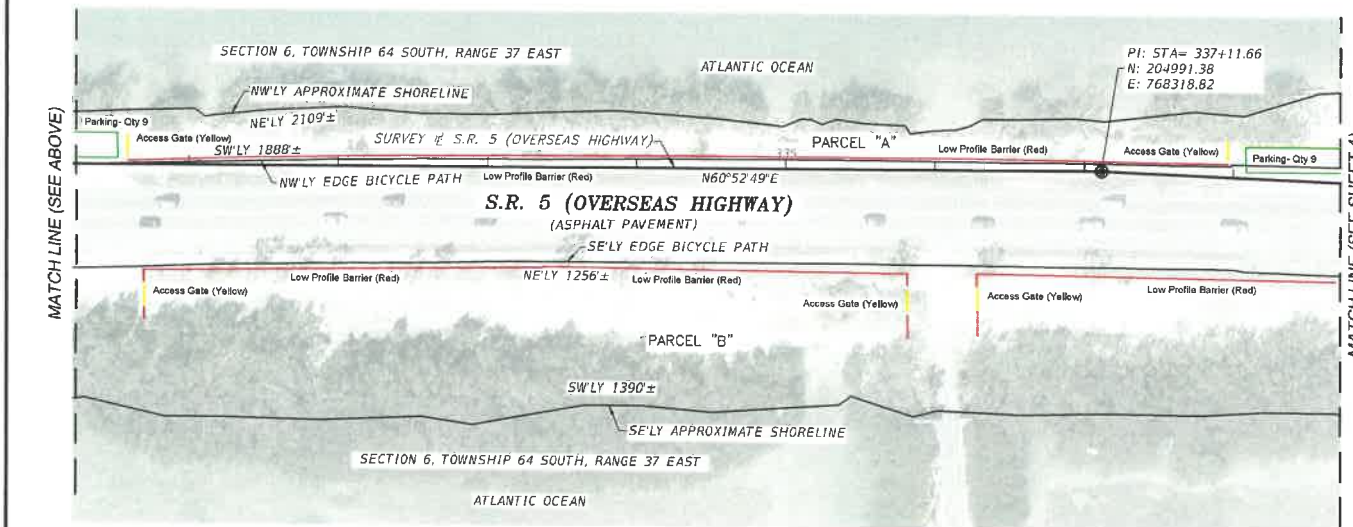 SECTION 6, TOWNSHIP 64 SOUTH, RANGE 37 EAST
ATLANTIC OCEAN
PI: STA= 337+11.66
N: 204991.38
E: 768318.82
MATCH LINE (SEE ABOVE)
NW'LY APPROXIMATE SHORELINE
NE'LY 2109'±
Parking- Qty 9
Access Gate (Yellow)
SW'LY 1888'±
SURVEY ℄ S.R. 5 (OVERSEAS HIGHWAY)
335
PARCEL "A"
Low Profile Barrier (Red)
Access Gate (Yellow)
Parking- Qty 9
NW'LY EDGE BICYCLE PATH
Low Profile Barrier (Red)
N60°52'49"E
S.R. 5 (OVERSEAS HIGHWAY)
(ASPHALT PAVEMENT)
SE'LY EDGE BICYCLE PATH
Low Profile Barrier (Red)
NE'LY 1256'±
Low Profile Barrier (Red)
Access Gate (Yellow)
Access Gate (Yellow)
Access Gate (Yellow)
Low Profile Barrier (Red)
MATCH LINE (SEE SHEET 4)
PARCEL "B"
SW'LY 1390'±
SE'LY APPROXIMATE SHORELINE
SECTION 6, TOWNSHIP 64 SOUTH, RANGE 37 EAST
ATLANTIC OCEAN